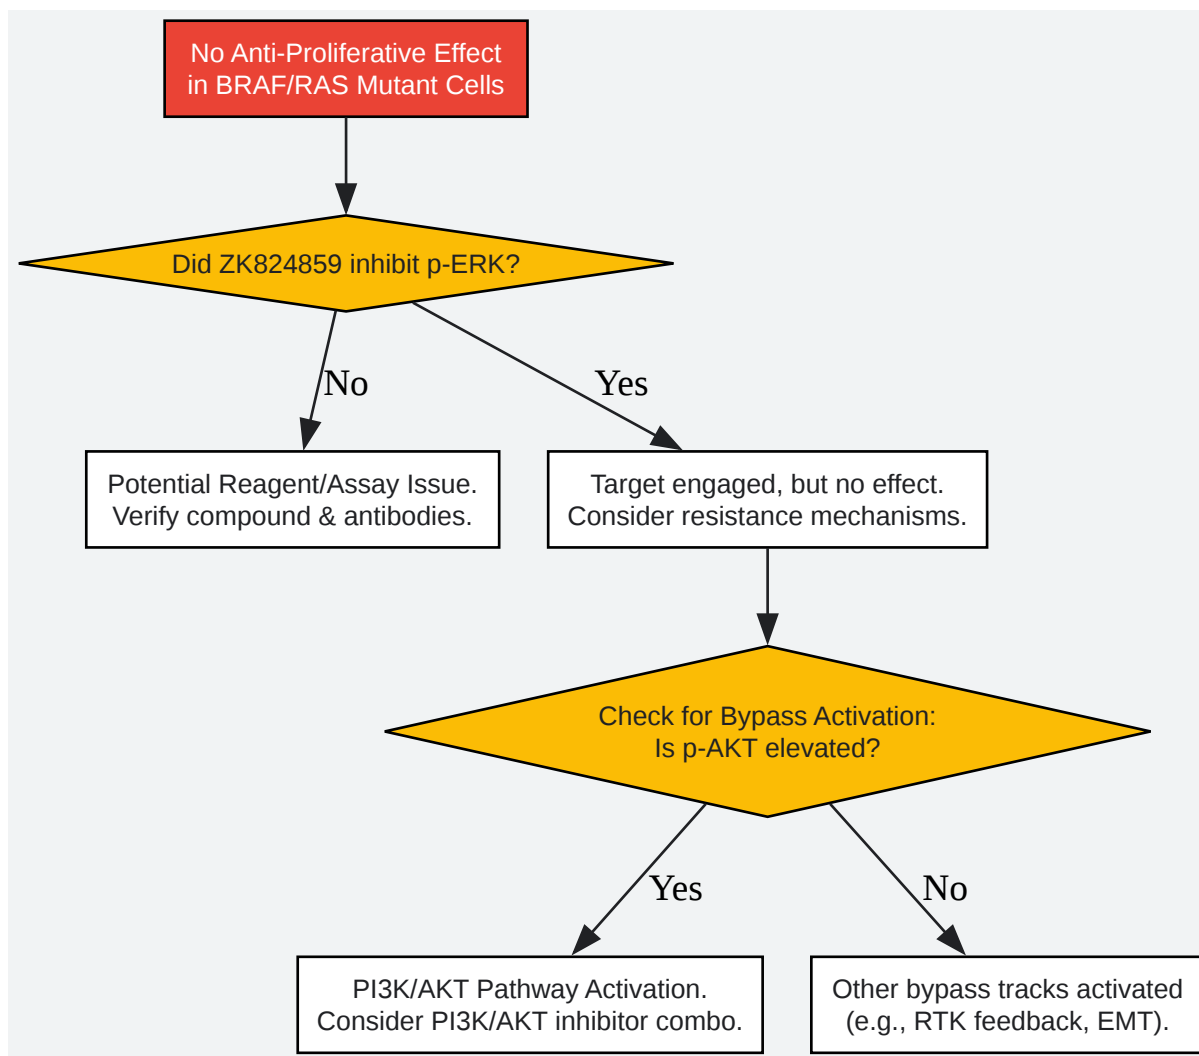 No Anti-Proliferative Effect
in BRAF/RAS Mutant Cells
Did ZK824859 inhibit p-ERK?
No
Yes
Potential Reagent/Assay Issue.
Verify compound & antibodies.
Target engaged, but no effect.
Consider resistance mechanisms.
Check for Bypass Activation:
Is p-AKT elevated?
Yes
No
PI3K/AKT Pathway Activation.
Consider PI3K/AKT inhibitor combo.
Other bypass tracks activated
(e.g., RTK feedback, EMT).